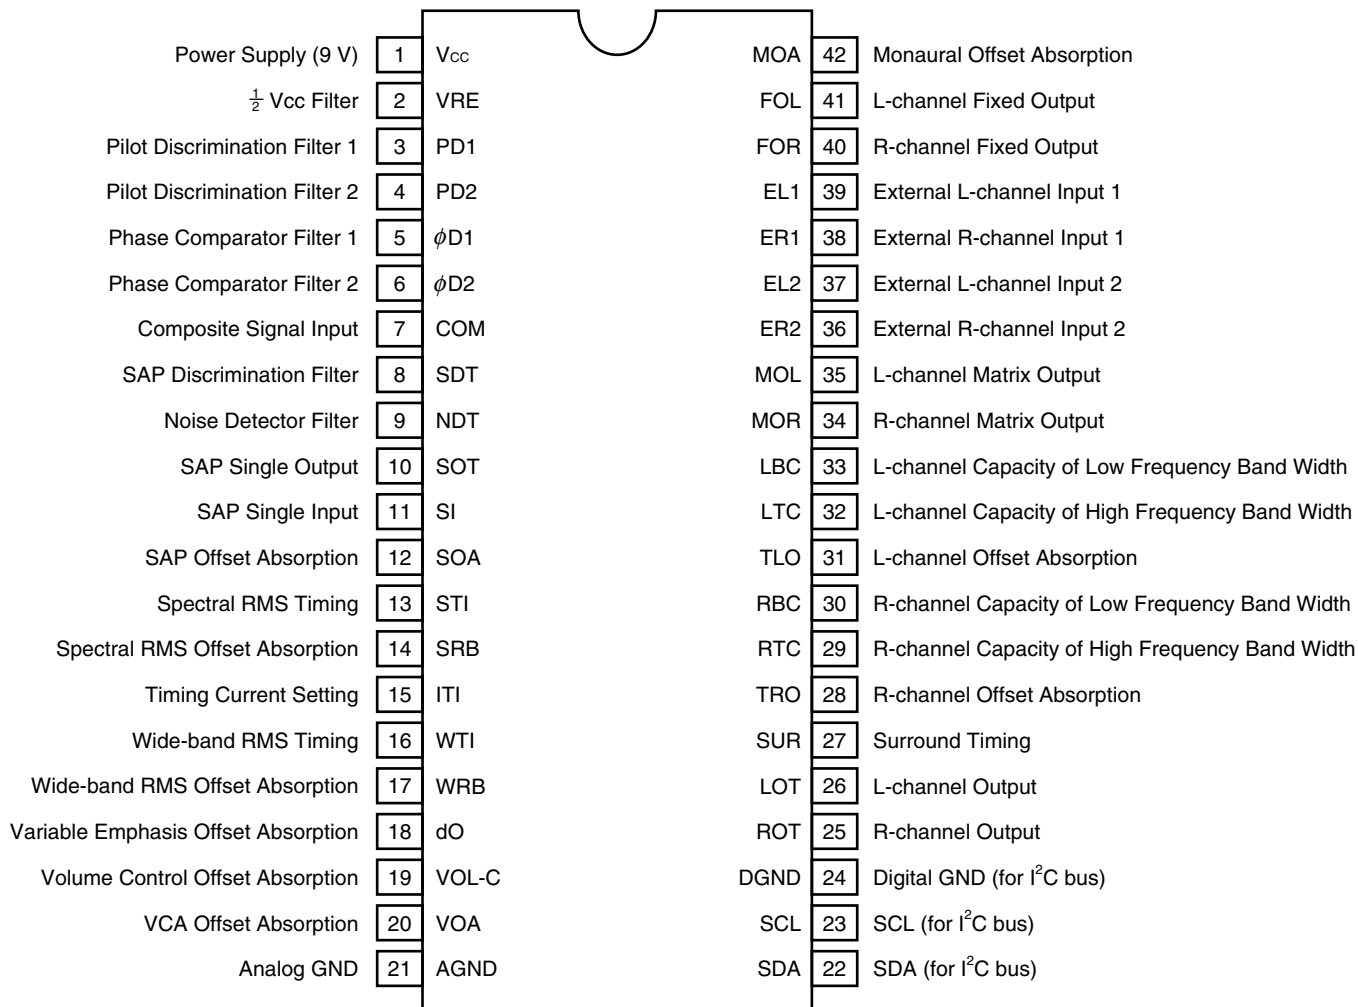 Power Supply (9 V) 1 Vcc MOA 42 Monaural Offset Absorption
1/2 Vcc Filter 2 VRE FOL 41 L-channel Fixed Output
Pilot Discrimination Filter 1 3 PD1 FOR 40 R-channel Fixed Output
Pilot Discrimination Filter 2 4 PD2 EL1 39 External L-channel Input 1
Phase Comparator Filter 1 5 ϕD1 ER1 38 External R-channel Input 1
Phase Comparator Filter 2 6 ϕD2 EL2 37 External L-channel Input 2
Composite Signal Input 7 COM ER2 36 External R-channel Input 2
SAP Discrimination Filter 8 SDT MOL 35 L-channel Matrix Output
Noise Detector Filter 9 NDT MOR 34 R-channel Matrix Output
SAP Single Output 10 SOT LBC 33 L-channel Capacity of Low Frequency Band Width
SAP Single Input 11 SI LTC 32 L-channel Capacity of High Frequency Band Width
SAP Offset Absorption 12 SOA TLO 31 L-channel Offset Absorption
Spectral RMS Timing 13 STI RBC 30 R-channel Capacity of Low Frequency Band Width
Spectral RMS Offset Absorption 14 SRB RTC 29 R-channel Capacity of High Frequency Band Width
Timing Current Setting 15 ITI TRO 28 R-channel Offset Absorption
Wide-band RMS Timing 16 WTI SUR 27 Surround Timing
Wide-band RMS Offset Absorption 17 WRB LOT 26 L-channel Output
Variable Emphasis Offset Absorption 18 dO ROT 25 R-channel Output
Volume Control Offset Absorption 19 VOL-C DGND 24 Digital GND (for I²C bus)
VCA Offset Absorption 20 VOA SCL 23 SCL (for I²C bus)
Analog GND 21 AGND SDA 22 SDA (for I²C bus)